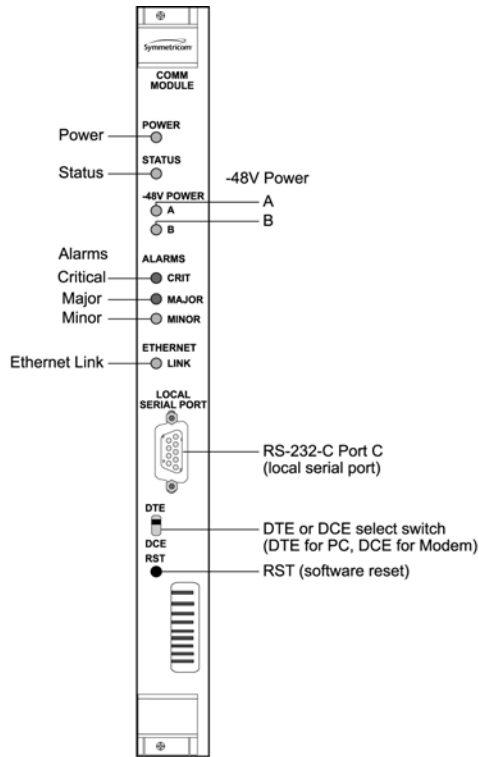 Symmetricom
COMM
MODULE
POWER
Power
STATUS
Status
-48V Power
-48V POWER
A
A
B
B
Alarms
ALARMS
Critical
CRIT
Major
MAJOR
Minor
MINOR
ETHERNET
Ethernet Link
LINK
LOCAL
SERIAL PORT
RS-232-C Port C
(local serial port)
DTE
DTE or DCE select switch
(DTE for PC, DCE for Modem)
DCE
RST
RST (software reset)